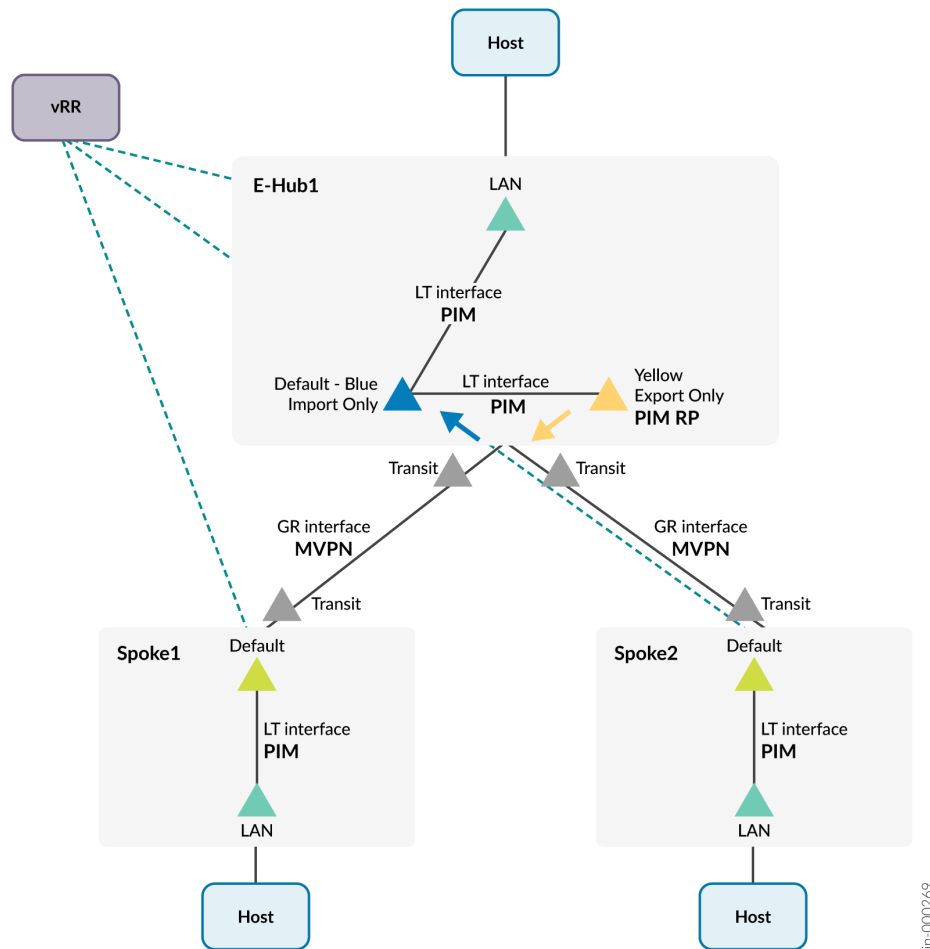 Host
vRR
E-Hub1
LAN
LT interface
PIM
Default - Blue
Import Only
LT interface
PIM
Yellow
Export Only
PIM RP
Transit
Transit
GR interface
MVPN
GR interface
MVPN
Transit
Transit
Spoke1
Default
LT interface
PIM
LAN
Spoke2
Default
LT interface
PIM
LAN
Host
Host
jn-000269